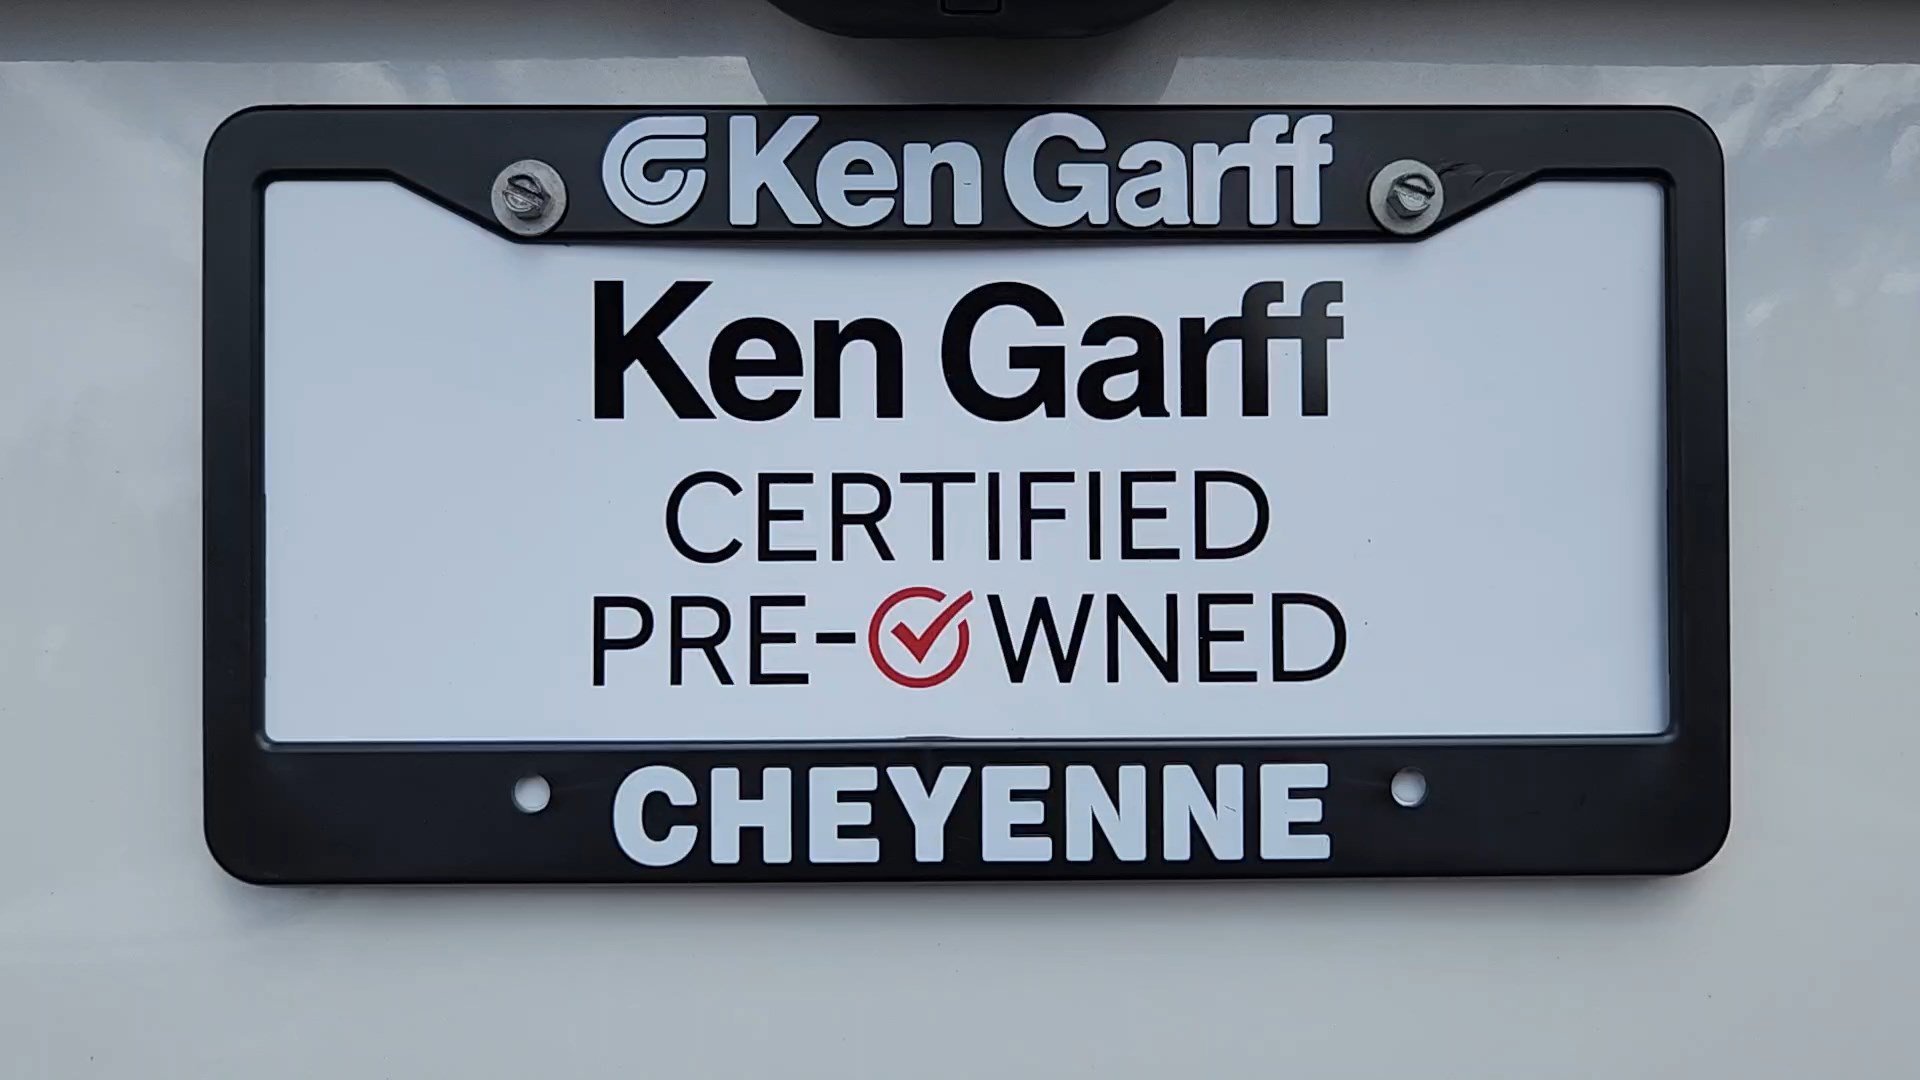 Ken Garff
Ken Garff
CERTIFIED
PRE-OWNED
CHEYENNE